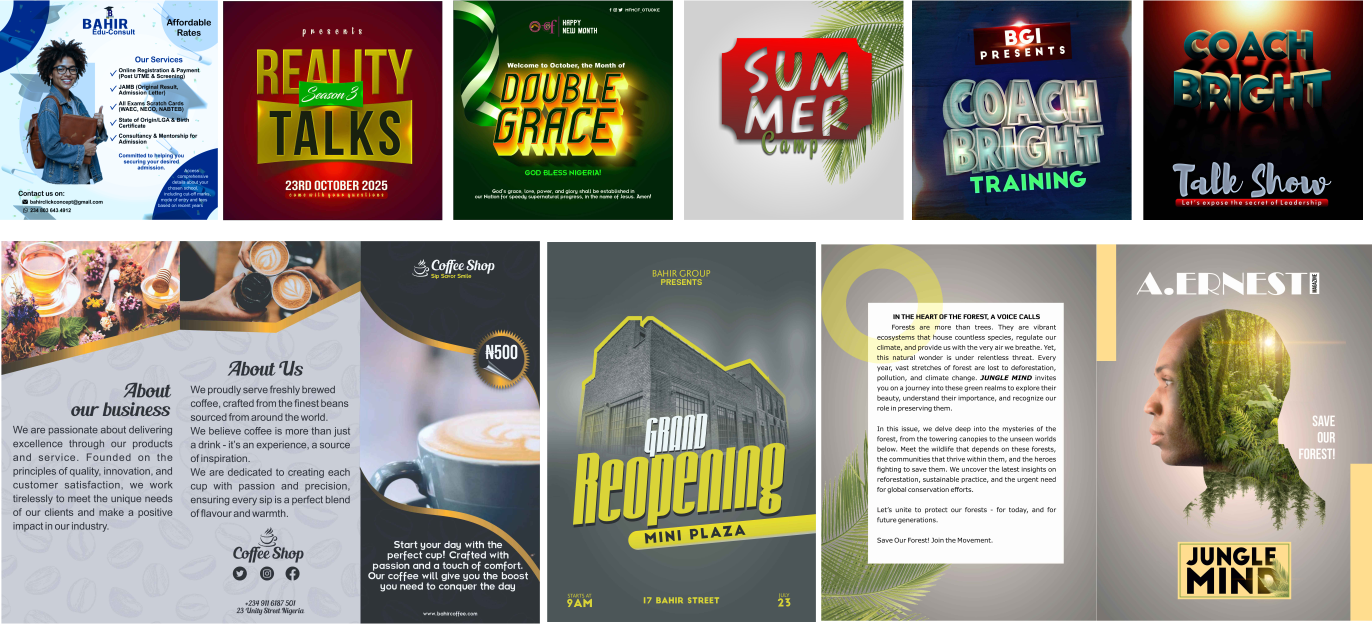 BAHIR
Edu-Consult
Affordable
Rates
Our Services
Online Registration & Payment
(Post UTME & Screening)
JAMB (Original Result,
Admission Letter)
All Exams Scratch Cards
(WAEC, NECO, NABTEB)
State of Origin/LGA & Birth
Certificate
Consultancy & Mentorship for
Admission
Committed to helping you
securing your desired
admission.
Access
comprehensive
details about your
chosen school,
including cut-off marks,
mode of entry and fees
based on recent years
Contact us on:
bahirclickconcept@gmail.com
234 803 643 4912
presents
REALITY
Season 3
TALKS
23RD OCTOBER 2025
come with your questions
MFMCF_OTUOKE
HAPPY
NEW MONTH
Welcome to October, the Month of
DOUBLE
GRACE
GOD BLESS NIGERIA!
God's grace, love, power, and glory shall be established in
our Nation for speedy supernatural progress, in the name of Jesus. Amen!
SUM
MER
Camp
BGI
PRESENTS
COACH
BRIGHT
TRAINING
COACH
BRIGHT
Talk Show
Let's expose the secret of Leadership
About
our business
We are passionate about delivering
excellence through our products
and service. Founded on the
principles of quality, innovation, and
customer satisfaction, we work
tirelessly to meet the unique needs
of our clients and make a positive
impact in our industry.
About Us
We proudly serve freshly brewed
coffee, crafted from the finest beans
sourced from around the world.
We believe coffee is more than just
a drink - it's an experience, a source
of inspiration.
We are dedicated to creating each
cup with passion and precision,
ensuring every sip is a perfect blend
of flavour and warmth.
Coffee Shop
+234 911 6187 501
23 Unity Street Nigeria
Coffee Shop
Sip Savor Smile
₦500
Start your day with the
perfect cup! Crafted with
passion and a touch of comfort.
Our coffee will give you the boost
you need to conquer the day
www.bahircoffee.com
BAHIR GROUP
PRESENTS
GRAND
Reopening
MINI PLAZA
STARTS AT
9AM
17 BAHIR STREET
JULY
23
IN THE HEART OF THE FOREST, A VOICE CALLS
Forests are more than trees. They are vibrant
ecosystems that house countless species, regulate our
climate, and provide us with the very air we breathe. Yet,
this natural wonder is under relentless threat. Every
year, vast stretches of forest are lost to deforestation,
pollution, and climate change. JUNGLE MIND invites
you on a journey into these green realms to explore their
beauty, understand their importance, and recognize our
role in preserving them.
In this issue, we delve deep into the mysteries of the
forest, from the towering canopies to the unseen worlds
below. Meet the wildlife that depends on these forests,
the communities that thrive within them, and the heroes
fighting to save them. We uncover the latest insights on
reforestation, sustainable practice, and the urgent need
for global conservation efforts.
Let's unite to protect our forests - for today, and for
future generations.
Save Our Forest! Join the Movement.
A.ERNEST
MAGAZINE
SAVE
OUR
FOREST!
JUNGLE
MIND